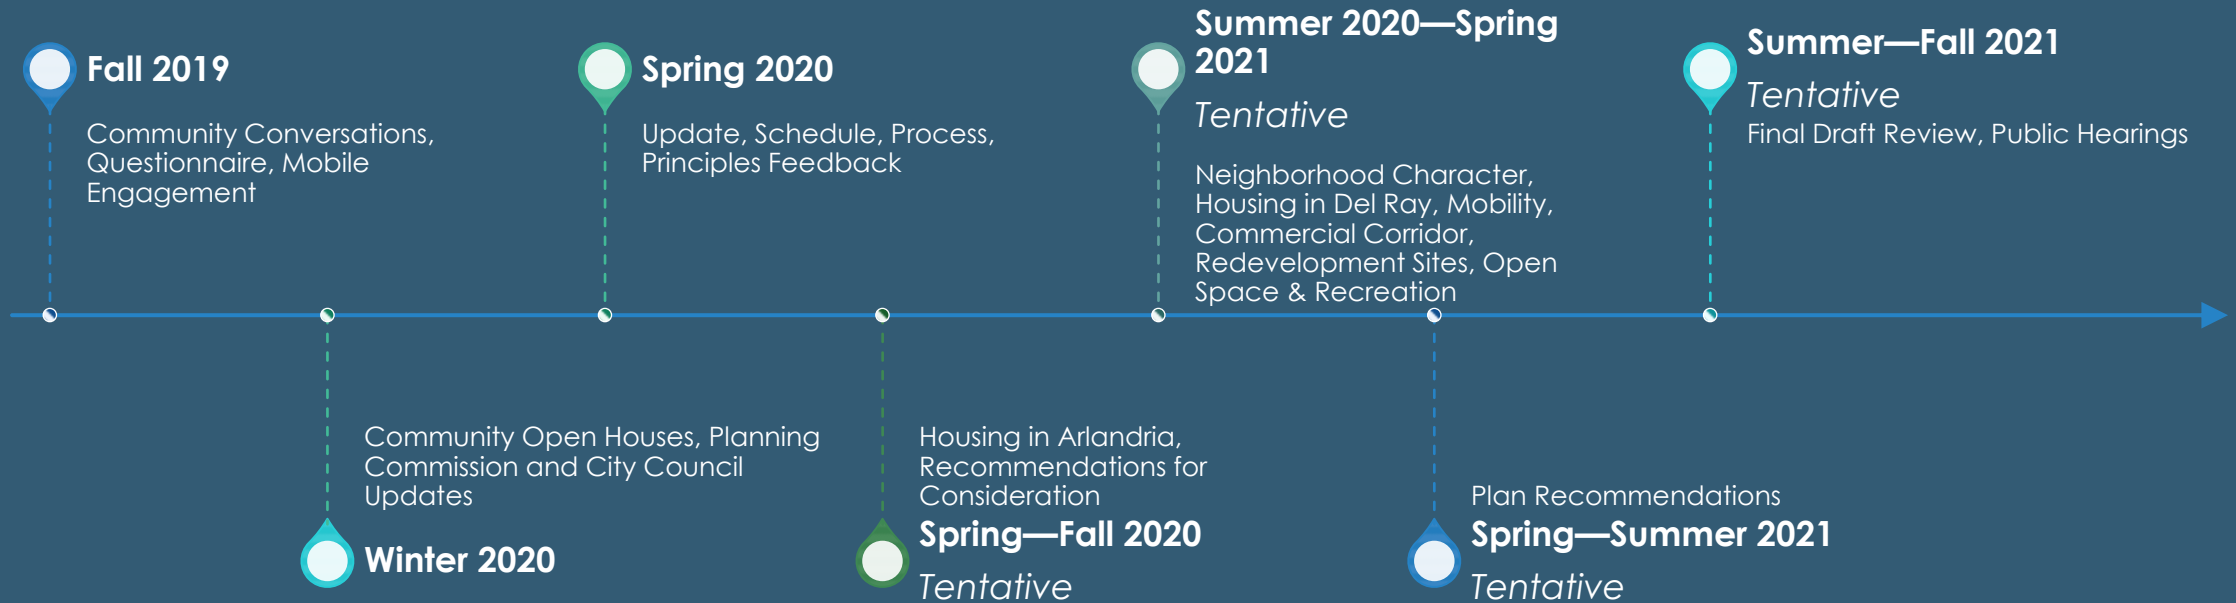 Fall 2019
Community Conversations,
Questionnaire, Mobile
Engagement
Community Open Houses, Planning
Commission and City Council
Updates
Winter 2020
Spring 2020
Update, Schedule, Process,
Principles Feedback
Housing in Arlandria,
Recommendations for
Consideration
Spring—Fall 2020
Tentative
Summer 2020—Spring
2021
Tentative
Neighborhood Character,
Housing in Del Ray, Mobility,
Commercial Corridor,
Redevelopment Sites, Open
Space & Recreation
Plan Recommendations
Spring—Summer 2021
Tentative
Summer—Fall 2021
Tentative
Final Draft Review, Public Hearings